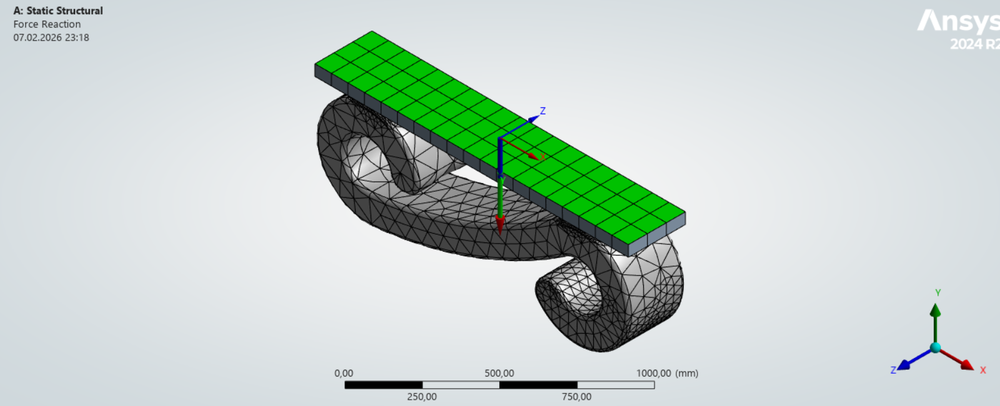 A: Static Structural
Force Reaction
07.02.2026 23:18
Ansys
2024 R2
Z
X
Y
Y
Z
X
0,00 500,00 1000,00 (mm)
250,00 750,00